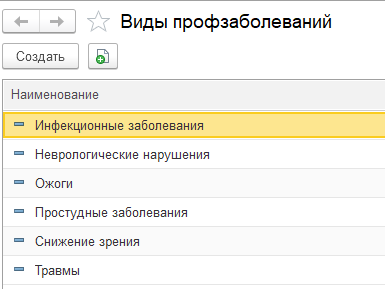 Виды профзаболеваний
Создать
Наименование
Инфекционные заболевания
Неврологические нарушения
Ожоги
Простудные заболевания
Снижение зрения
Травмы